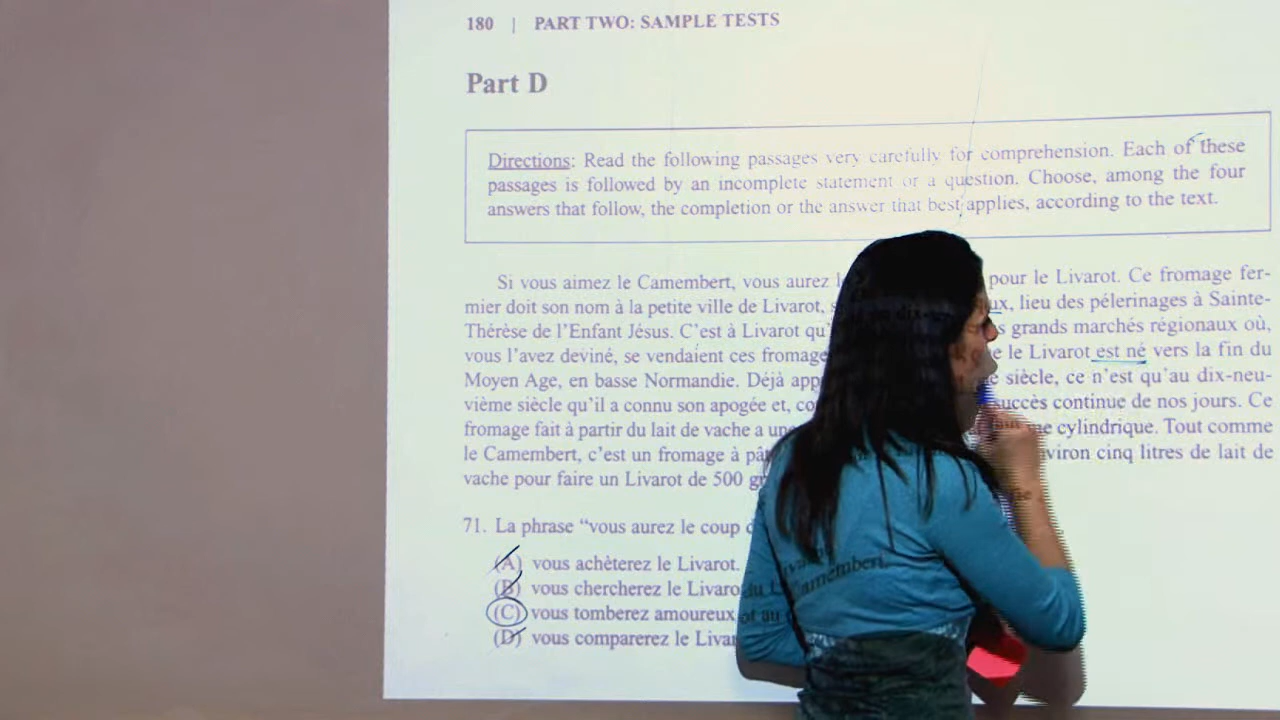 180 | PART TWO: SAMPLE TESTS
Part D
Directions: Read the following passages very carefully for comprehension. Each of these
passages is followed by an incomplete statement or a question. Choose, among the four
answers that follow, the completion or the answer that best applies, according to the text.
Si vous aimez le Camembert, vous aurez pour le Livarot. Ce fromage fer-
mier doit son nom à la petite ville de Livarot, lieu des pélerinages à Sainte-
Thérèse de l'Enfant Jésus. C'est à Livarot grands marchés régionaux où,
vous l'avez deviné, se vendaient ces le Livarot est né vers la fin du
Moyen Age, en basse Normandie. Déjà siècle, ce n'est qu'au dix-neu-
vième siècle qu'il a connu son apogée et, succès continue de nos jours. Ce
fromage fait à partir du lait de vache a cylindrique. Tout comme
le Camembert, c'est un fromage à cinq litres de lait de
vache pour faire un Livarot de 500
71. La phrase "vous aurez le coup
(A) vous achèterez le Livarot.
(B) vous chercherez le
(C) vous tomberez amoureux
(D) vous comparerez le